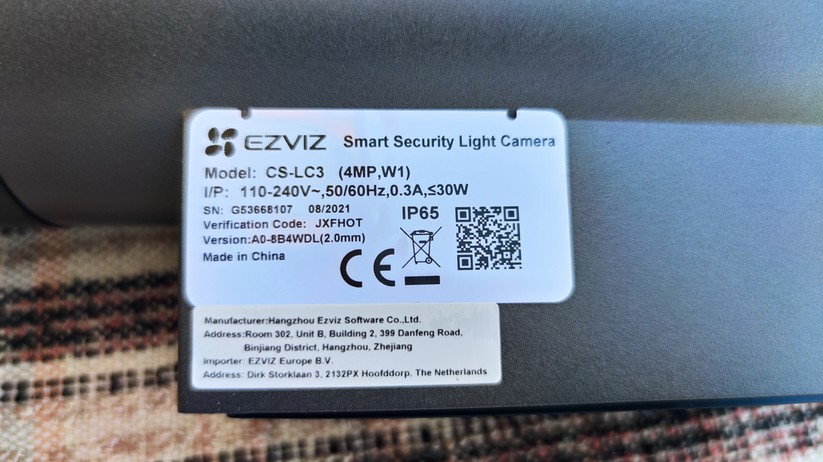 EZVIZ Smart Security Light Camera
Model: CS-LC3 (4MP,W1)
I/P: 110-240V~,50/60Hz,0.3A,≤30W
SN: G53668107 08/2021
IP65
Verification Code: JXFHOT
Version:A0-8B4WDL(2.0mm)
Made in China
CE
Manufacturer:Hangzhou Ezviz Software Co.,Ltd.
Address:Room 302, Unit B, Building 2, 399 Danfeng Road,
Binjiang District, Hangzhou, Zhejiang
Importer: EZVIZ Europe B.V.
Address: Dirk Storklaan 3, 2132PX Hoofddorp, The Netherlands